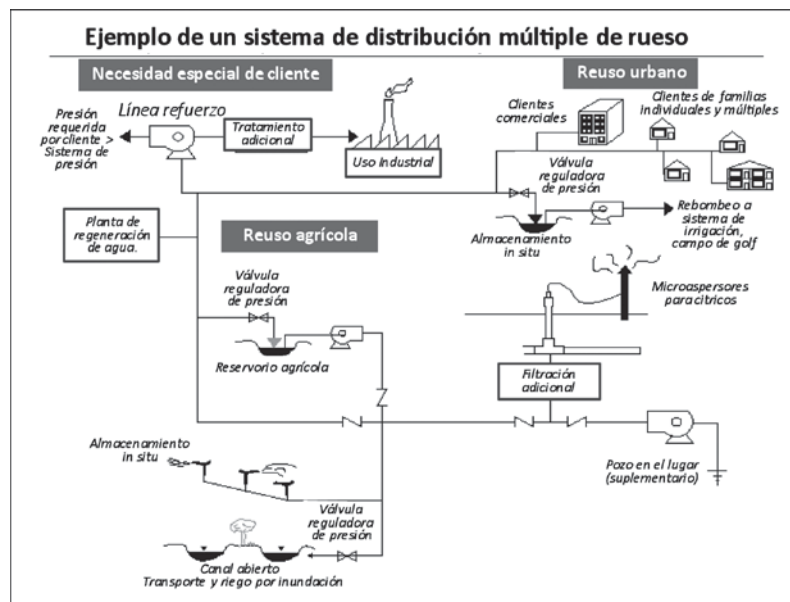 Ejemplo de un sistema de distribución múltiple de rueso
Necesidad especial de cliente
Reuso urbano
Presión
requerida
por cliente >
Sistema de
presión
Línea refuerzo
Tratamiento
adicional
Uso Industrial
Clientes
comerciales
Clientes de familias
individuales y múltiples
Válvula
reguladora
de presión
Rebombeo a
sistema de
irrigación,
campo de golf
Almacenamiento
in situ
Planta de
regeneración
de agua.
Reuso agrícola
Válvula
reguladora
de presión
Reservorio agrícola
Microaspersores
para cítricos
Filtración
adicional
Almacenamiento
in situ
Pozo en el lugar
(suplementario)
Válvula
reguladora
de presión
Canal abierto
Transporte y riego por inundación